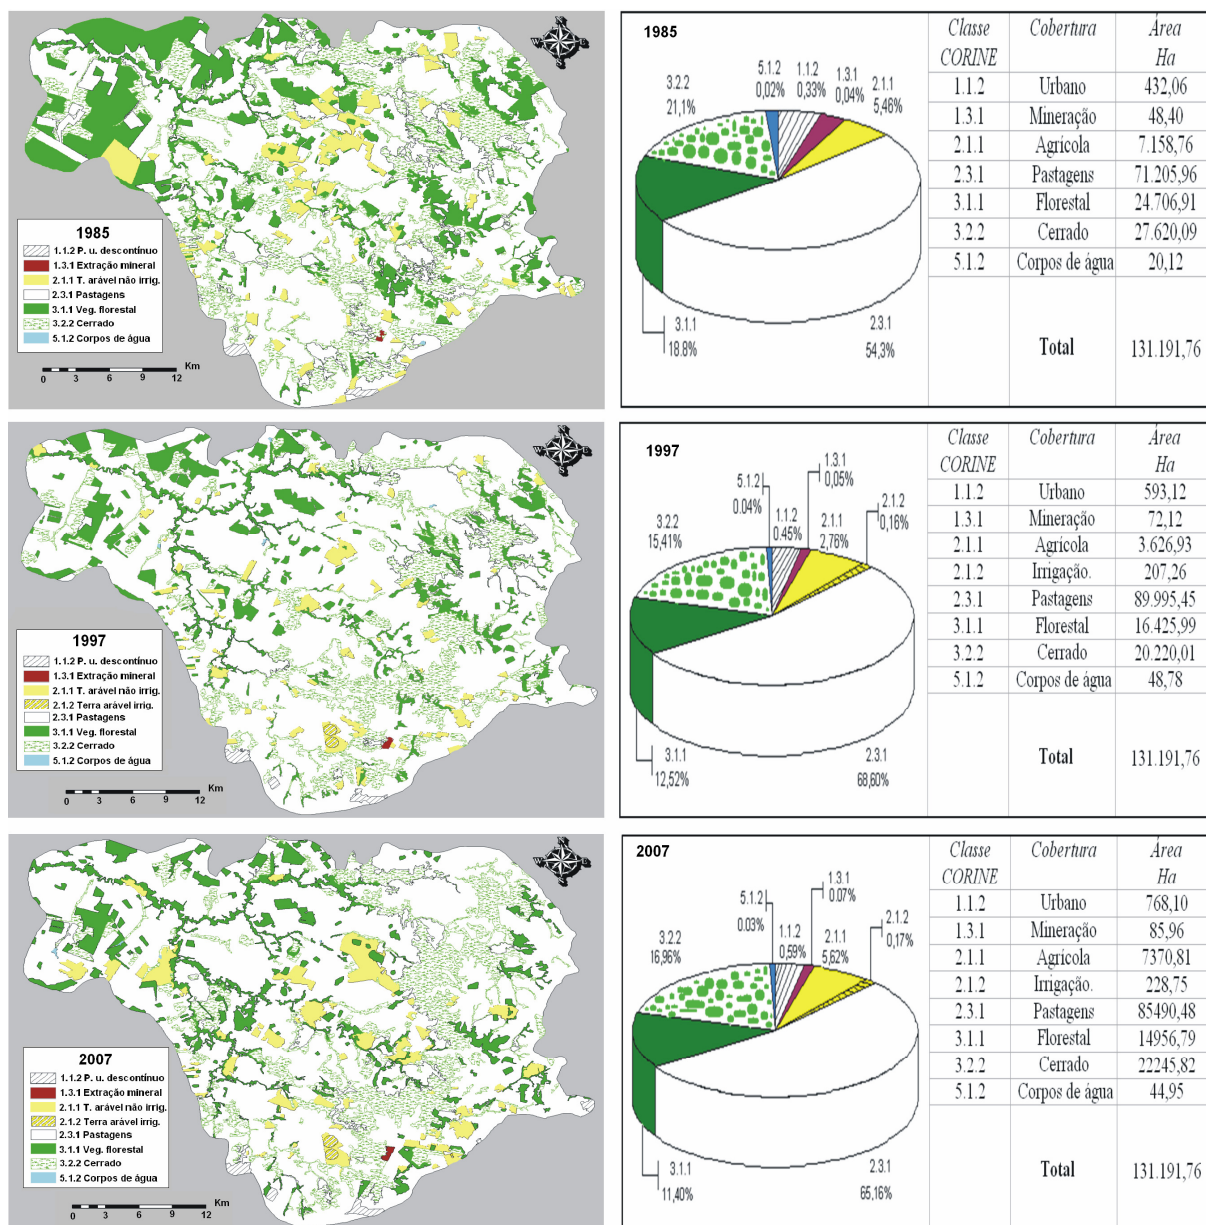 1985
1.1.2 P. u. descontínuo
1.3.1 Extração mineral
2.1.1 T. arável não irrig.
2.3.1 Pastagens
3.1.1 Veg. florestal
3.2.2 Cerrado
5.1.2 Corpos de água
Km
0 3 6 9 12
1985
3.2.2
21,1%
5.1.2
0,02%
1.1.2
0,33%
1.3.1
0,04%
2.1.1
5,46%
3.1.1
18.8%
2.3.1
54,3%
Classe Cobertura Área
CORINE Ha
1.1.2 Urbano 432,06
1.3.1 Mineração 48,40
2.1.1 Agrícola 7.158,76
2.3.1 Pastagens 71.205,96
3.1.1 Florestal 24.706,91
3.2.2 Cerrado 27.620,09
5.1.2 Corpos de água 20,12
Total 131.191,76
1997
1.1.2 P. u. descontínuo
1.3.1 Extração mineral
2.1.1 T. arável não irrig.
2.1.2 Terra arável irrig.
2.3.1 Pastagens
3.1.1 Veg. florestal
3.2.2 Cerrado
5.1.2 Corpos de água
Km
0 3 6 9 12
1997
3.2.2
15,41%
5.1.2
0.04%
1.1.2
0.45%
1.3.1
0,05%
2.1.1
2,76%
2.1.2
0,16%
3.1.1
12,52%
2.3.1
68,60%
Classe Cobertura Área
CORINE Ha
1.1.2 Urbano 593,12
1.3.1 Mineração 72,12
2.1.1 Agrícola 3.626,93
2.1.2 Irrigação. 207,26
2.3.1 Pastagens 89.995,45
3.1.1 Florestal 16.425,99
3.2.2 Cerrado 20.220,01
5.1.2 Corpos de água 48,78
Total 131.191,76
2007
1.1.2 P. u. descontínuo
1.3.1 Extração mineral
2.1.1 T. arável não irrig.
2.1.2 Terra arável irrig.
2.3.1 Pastagens
3.1.1 Veg. florestal
3.2.2 Cerrado
5.1.2 Corpos de água
Km
0 3 6 9 12
2007
3.2.2
16,96%
5.1.2
0.03%
1.1.2
0,59%
1.3.1
0.07%
2.1.1
5,62%
2.1.2
0,17%
3.1.1
11,40%
2.3.1
65,16%
Classe Cobertura Área
CORINE Ha
1.1.2 Urbano 768,10
1.3.1 Mineração 85,96
2.1.1 Agrícola 7370,81
2.1.2 Irrigação. 228,75
2.3.1 Pastagens 85490,48
3.1.1 Florestal 14956,79
3.2.2 Cerrado 22245,82
5.1.2 Corpos de água 44,95
Total 131.191,76